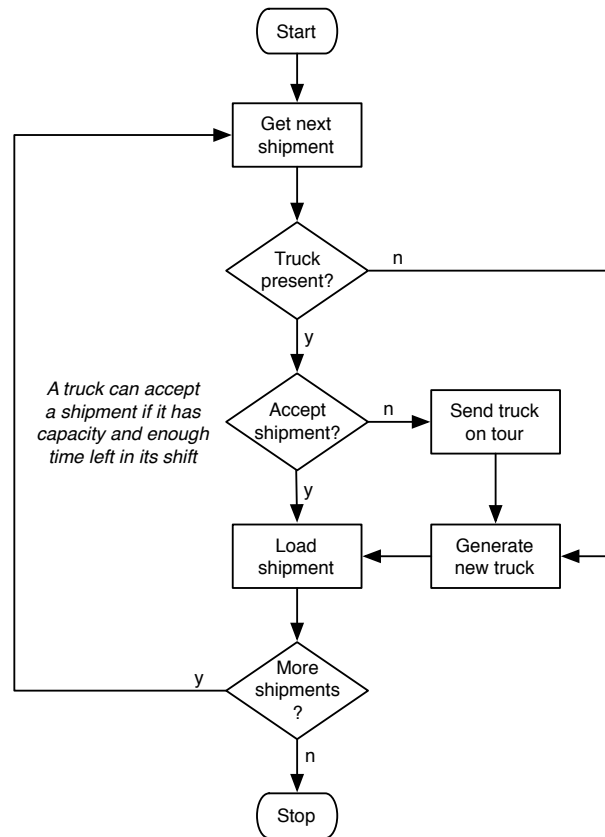 Start
Get next
shipment
Truck
present?
n
y
A truck can accept
a shipment if it has
capacity and enough
time left in its shift
Accept
shipment?
n
Send truck
on tour
y
Load
shipment
Generate
new truck
More
shipments
?
y
n
Stop